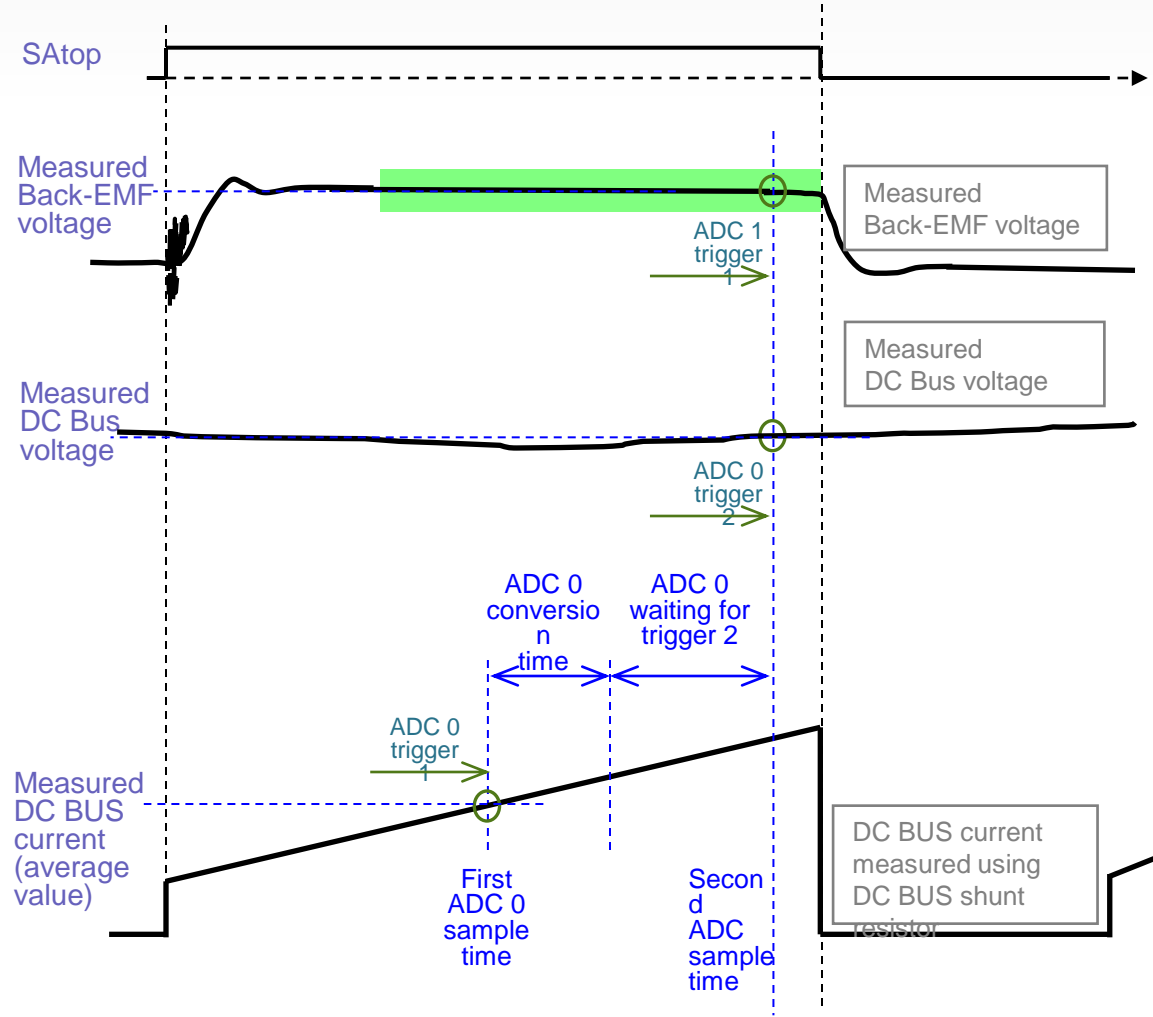 SAtop
Measured
Back-EMF
voltage
Measured
Back-EMF voltage
ADC 1
trigger
1
Measured
DC Bus voltage
Measured
DC Bus
voltage
ADC 0
trigger
2
ADC 0
conversio
n
time
ADC 0
waiting for
trigger 2
ADC 0
trigger
1
Measured
DC BUS
current
(average
value)
DC BUS current
measured using
DC BUS shunt
resistor
First
ADC 0
sample
time
Secon
d
ADC
sample
time